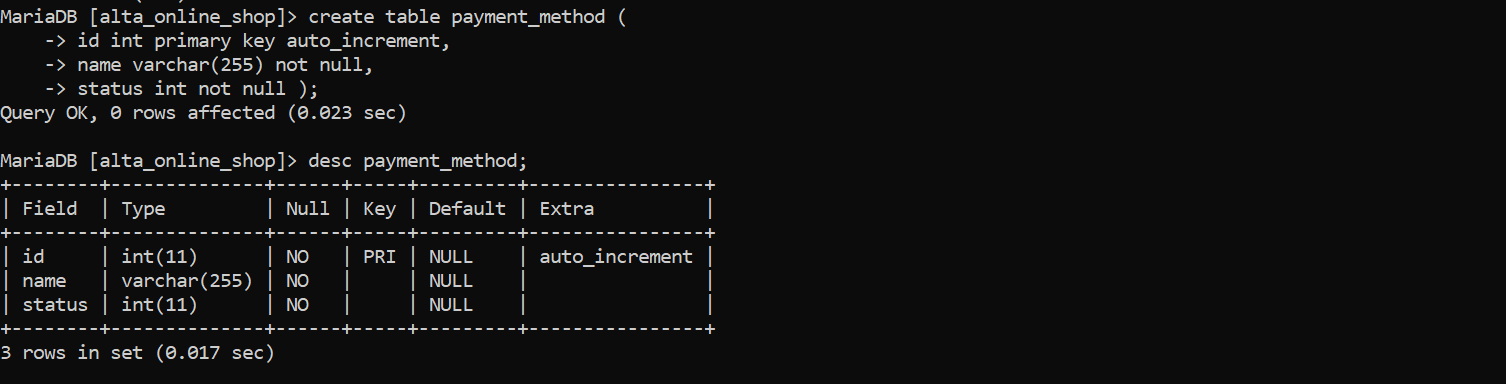 MariaDB [alta_online_shop]> create table payment_method (
    -> id int primary key auto_increment,
    -> name varchar(255) not null,
    -> status int not null );
Query OK, 0 rows affected (0.023 sec)

MariaDB [alta_online_shop]> desc payment_method;
+--------+--------------+------+-----+---------+----------------+
| Field  | Type         | Null | Key | Default | Extra          |
+--------+--------------+------+-----+---------+----------------+
| id     | int(11)      | NO   | PRI | NULL    | auto_increment |
| name   | varchar(255) | NO   |     | NULL    |                |
| status | int(11)      | NO   |     | NULL    |                |
+--------+--------------+------+-----+---------+----------------+
3 rows in set (0.017 sec)